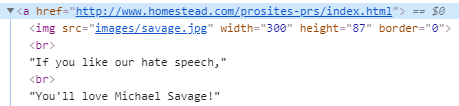 ▼<a href="http://www.homestead.com/prosites-prs/index.html"> == $0
<img src="images/savage.jpg" width="300" height="87" border="0">
<br>
"If you like our hate speech,"
<br>
"You'll love Michael Savage!"